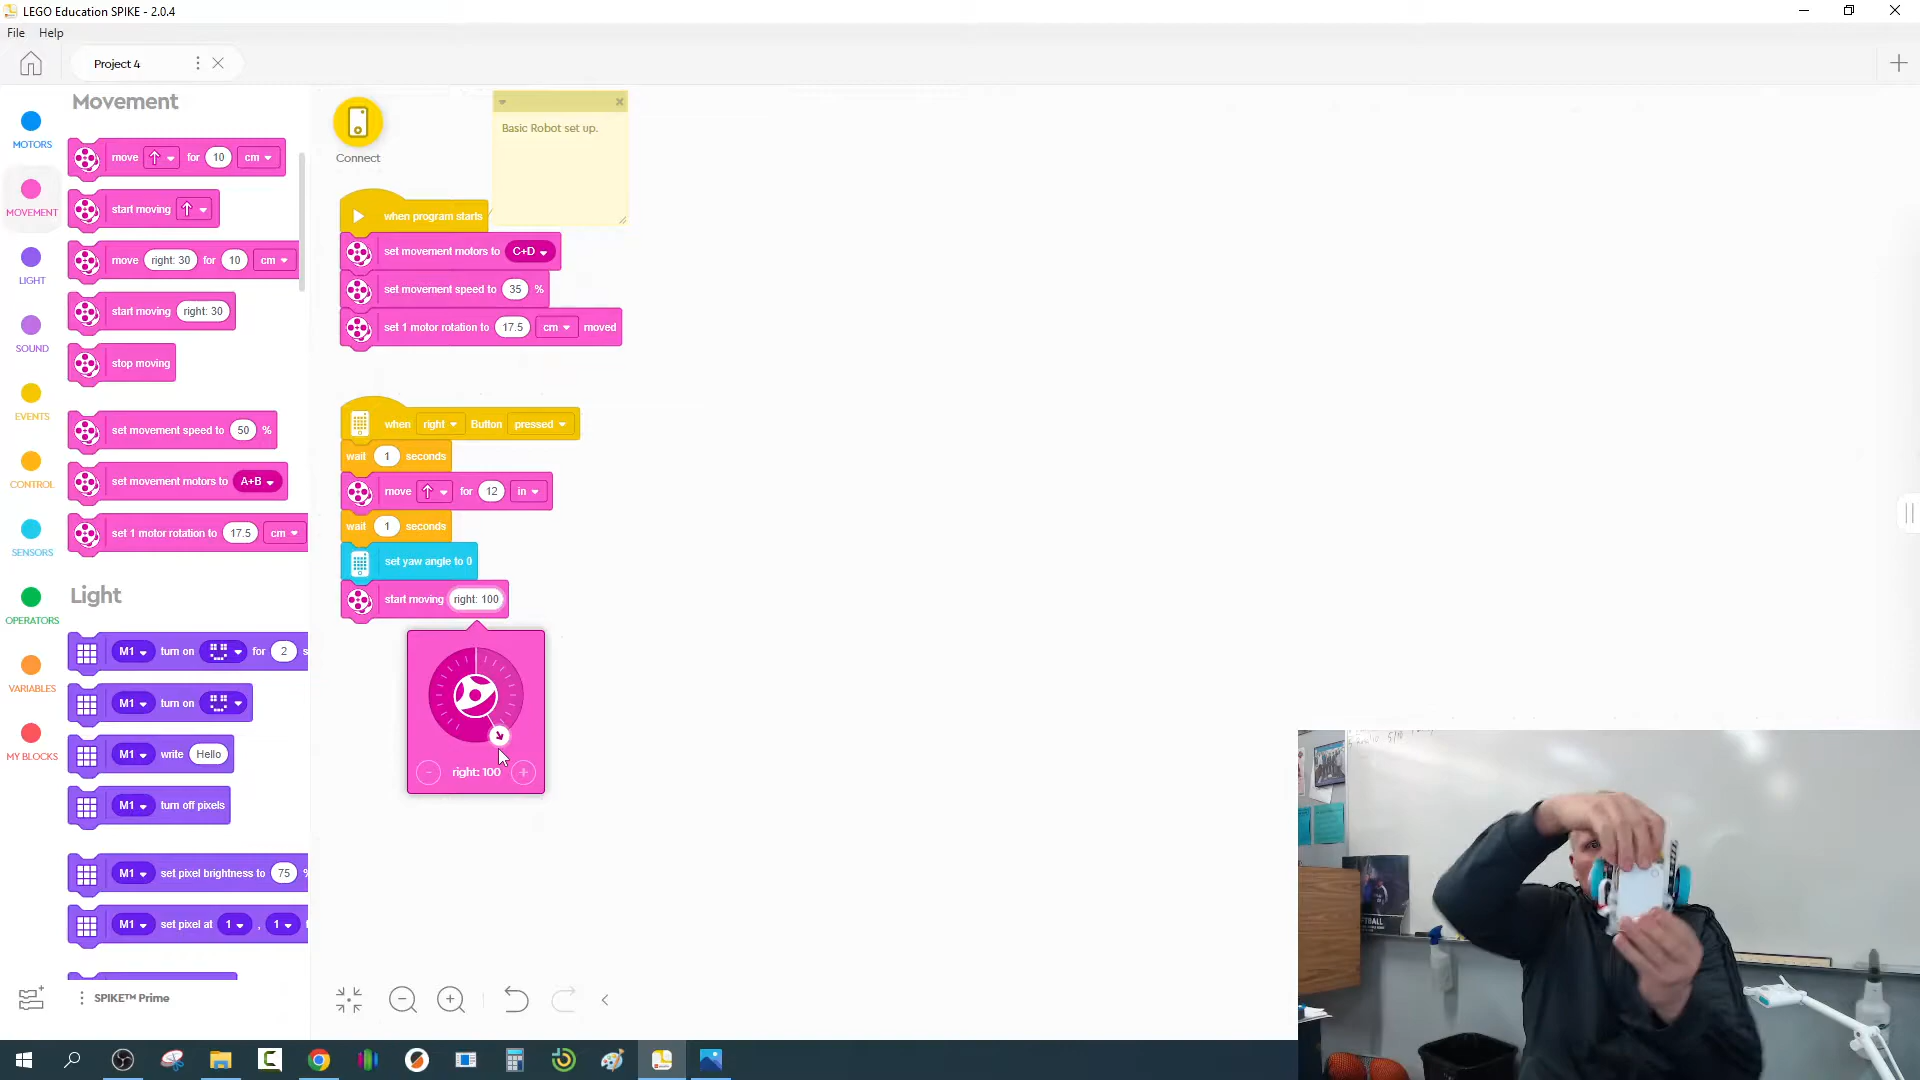 LEGO Education SPIKE - 2.0.4
File Help
Project 4
MOTORS
MOVEMENT
LIGHT
SOUND
EVENTS
CONTROL
SENSORS
OPERATORS
VARIABLES
MY BLOCKS
Movement
move for 10 cm
start moving
move right: 30 for 10 cm
start moving right: 30
stop moving
set movement speed to 50 %
set movement motors to A+B
set 1 motor rotation to 17.5 cm
Light
M1 turn on for 2 s
M1 turn on
M1 write Hello
M1 turn off pixels
M1 set pixel brightness to 75 %
M1 set pixel at 1 , 1
SPIKE™ Prime
Connect
Basic Robot set up.
when program starts
set movement motors to C+D
set movement speed to 35 %
set 1 motor rotation to 17.5 cm moved
when right Button pressed
wait 1 seconds
move for 12 in
wait 1 seconds
set yaw angle to 0
start moving right: 100
- right: 100 +